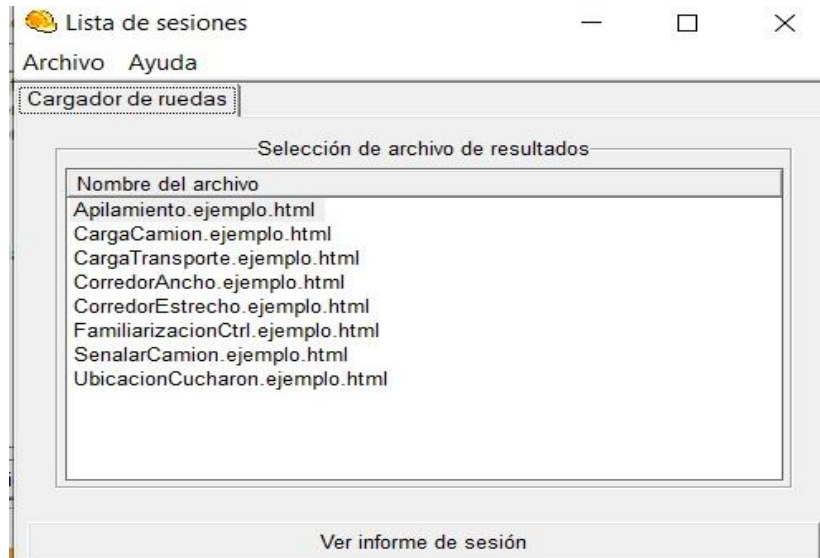 Lista de sesiones
Archivo Ayuda
Cargador de ruedas
Selección de archivo de resultados
Nombre del archivo
Apilamiento.ejemplo.html
CargaCamion.ejemplo.html
CargaTransporte.ejemplo.html
CorredorAncho.ejemplo.html
CorredorEstrecho.ejemplo.html
FamiliarizacionCtrl.ejemplo.html
SenalarCamion.ejemplo.html
UbicacionCucharon.ejemplo.html
Ver informe de sesión